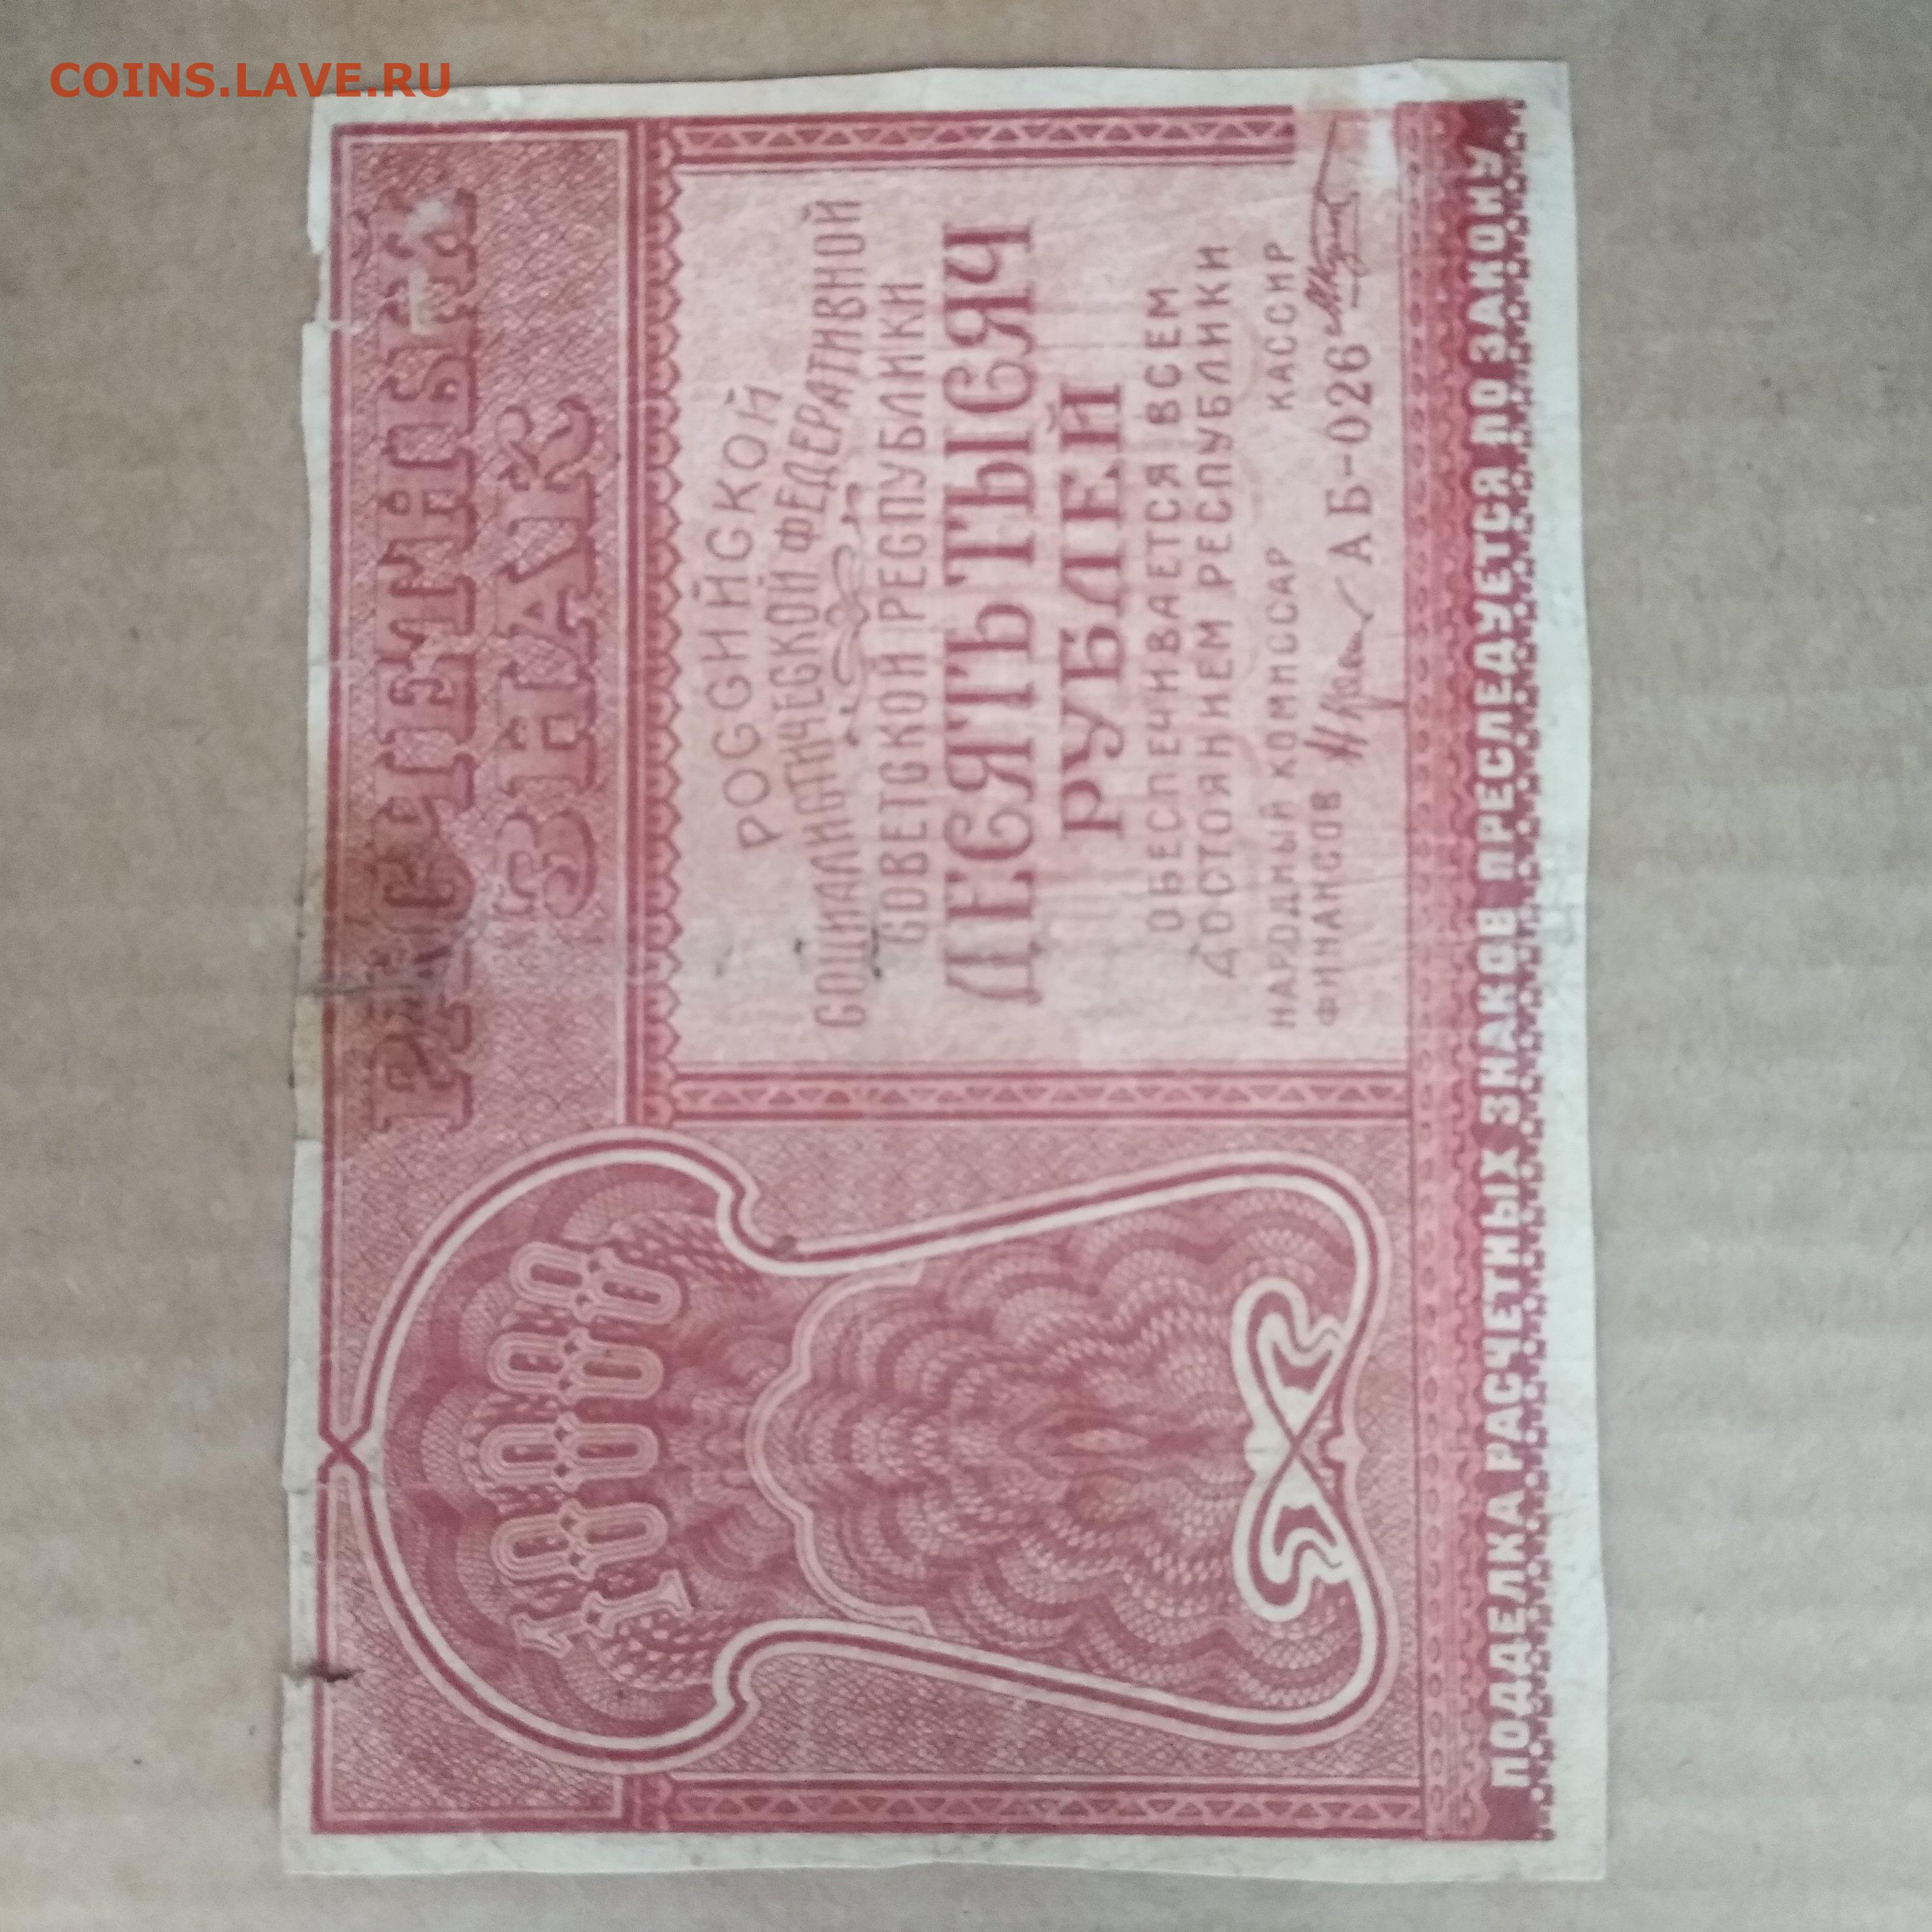 COINS.LAVE.RU
РАСЧЕТНЫЙ
ЗНАК
10000
10000
РОССИЙСКОЙ
СОЦИАЛИСТИЧЕСКОЙ ФЕДЕРАТИВНОЙ
СОВЕТСКОЙ РЕСПУБЛИКИ
ДЕСЯТЬ ТЫСЯЧ
РУБЛЕЙ
ОБЕСПЕЧИВАЕТСЯ ВСЕМ
ДОСТОЯНИЕМ РЕСПУБЛИКИ
НАРОДНЫЙ КОМИССАР КАССИР
ФИНАНСОВ
АБ-026
ПОДДЕЛКА РАСЧЕТНЫХ ЗНАКОВ ПРЕСЛЕДУЕТСЯ ПО ЗАКОНУ